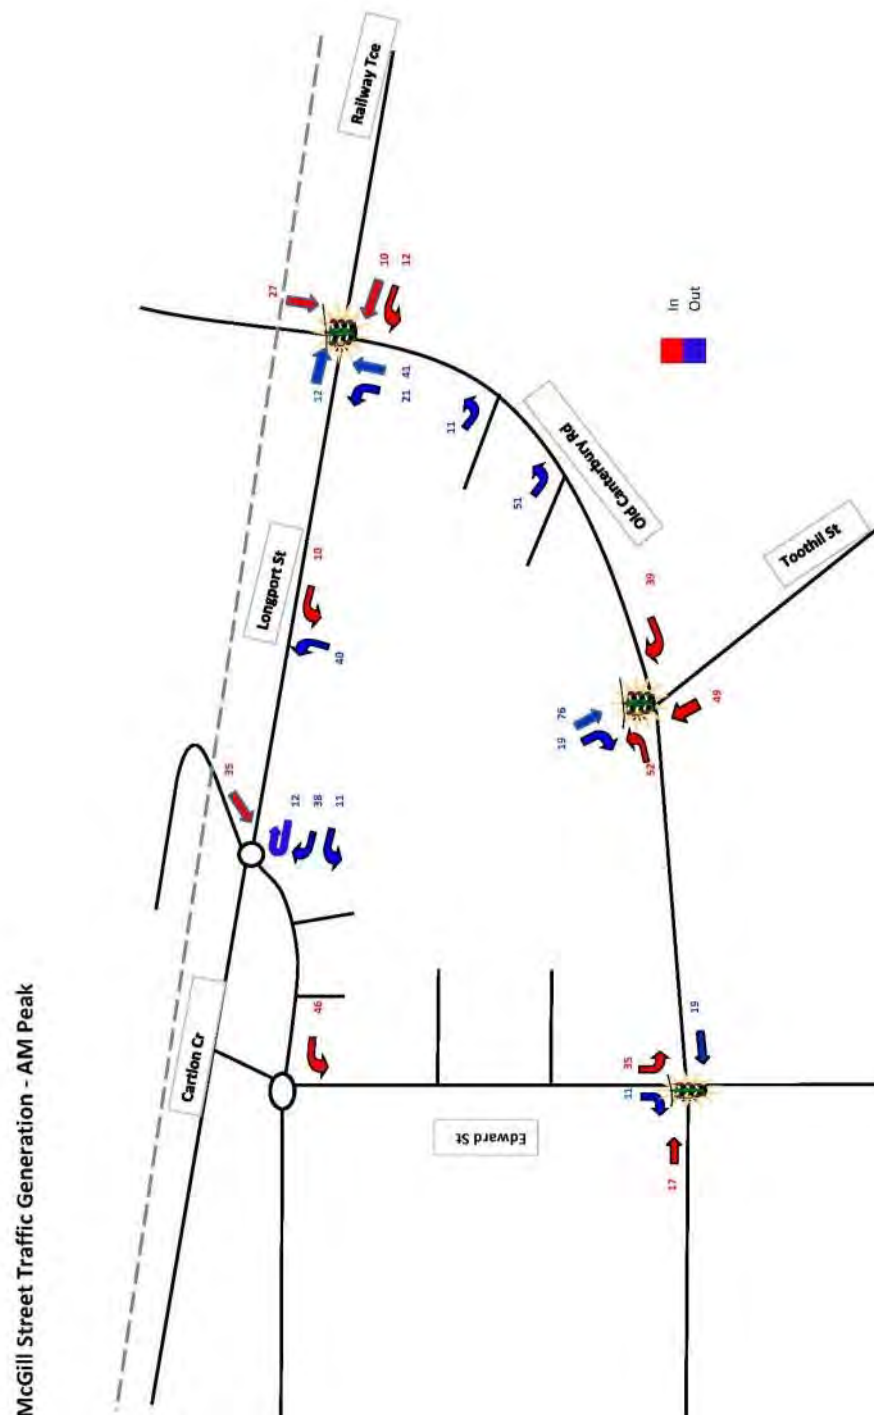 McGill Street Traffic Generation - AM Peak
Railway Tce
27
10
12
12
41
21
11
51
In
Out
Old Canterbury Rd
Longport St
10
40
Toothil St
39
49
76
19
52
35
12
38
11
Cartlon Cr
46
Edward St
35
11
19
17